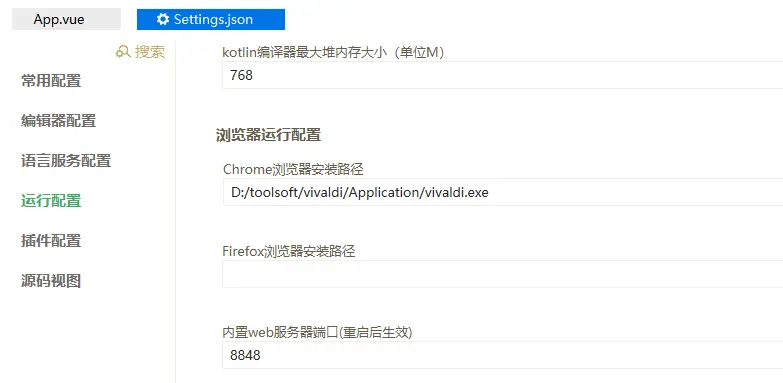 App.vue
Settings.json
搜索
常用配置
编辑器配置
语言服务配置
运行配置
插件配置
源码视图
kotlin编译器最大堆内存大小（单位M）
768
浏览器运行配置
Chrome浏览器安装路径
D:/toolsoft/vivaldi/Application/vivaldi.exe
Firefox浏览器安装路径
内置web服务器端口(重启后生效)
8848